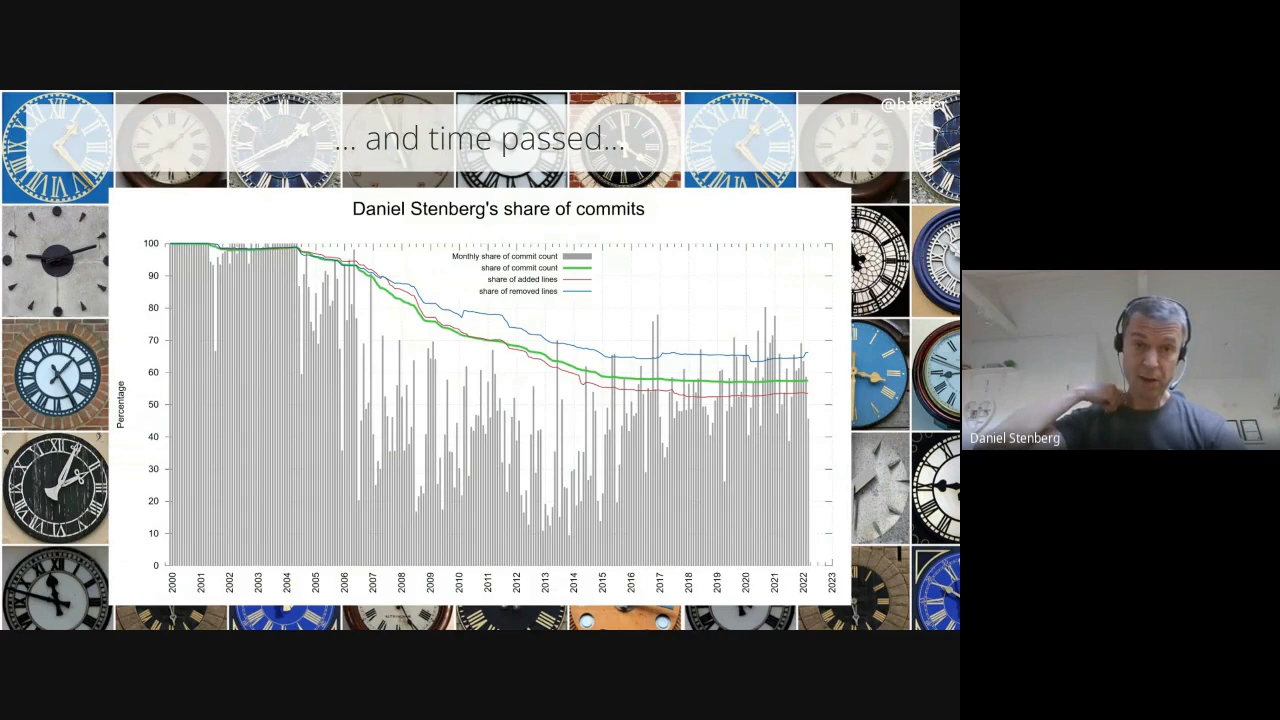 @bagder
... and time passed...
Daniel Stenberg's share of commits
Monthly share of commit count
share of commit count
share of added lines
share of removed lines
Percentage
100
90
80
70
60
50
40
30
20
10
0
2000 2001 2002 2003 2004 2005 2006 2007 2008 2009 2010 2011 2012 2013 2014 2015 2016 2017 2018 2019 2020 2021 2022 2023
Daniel Stenberg